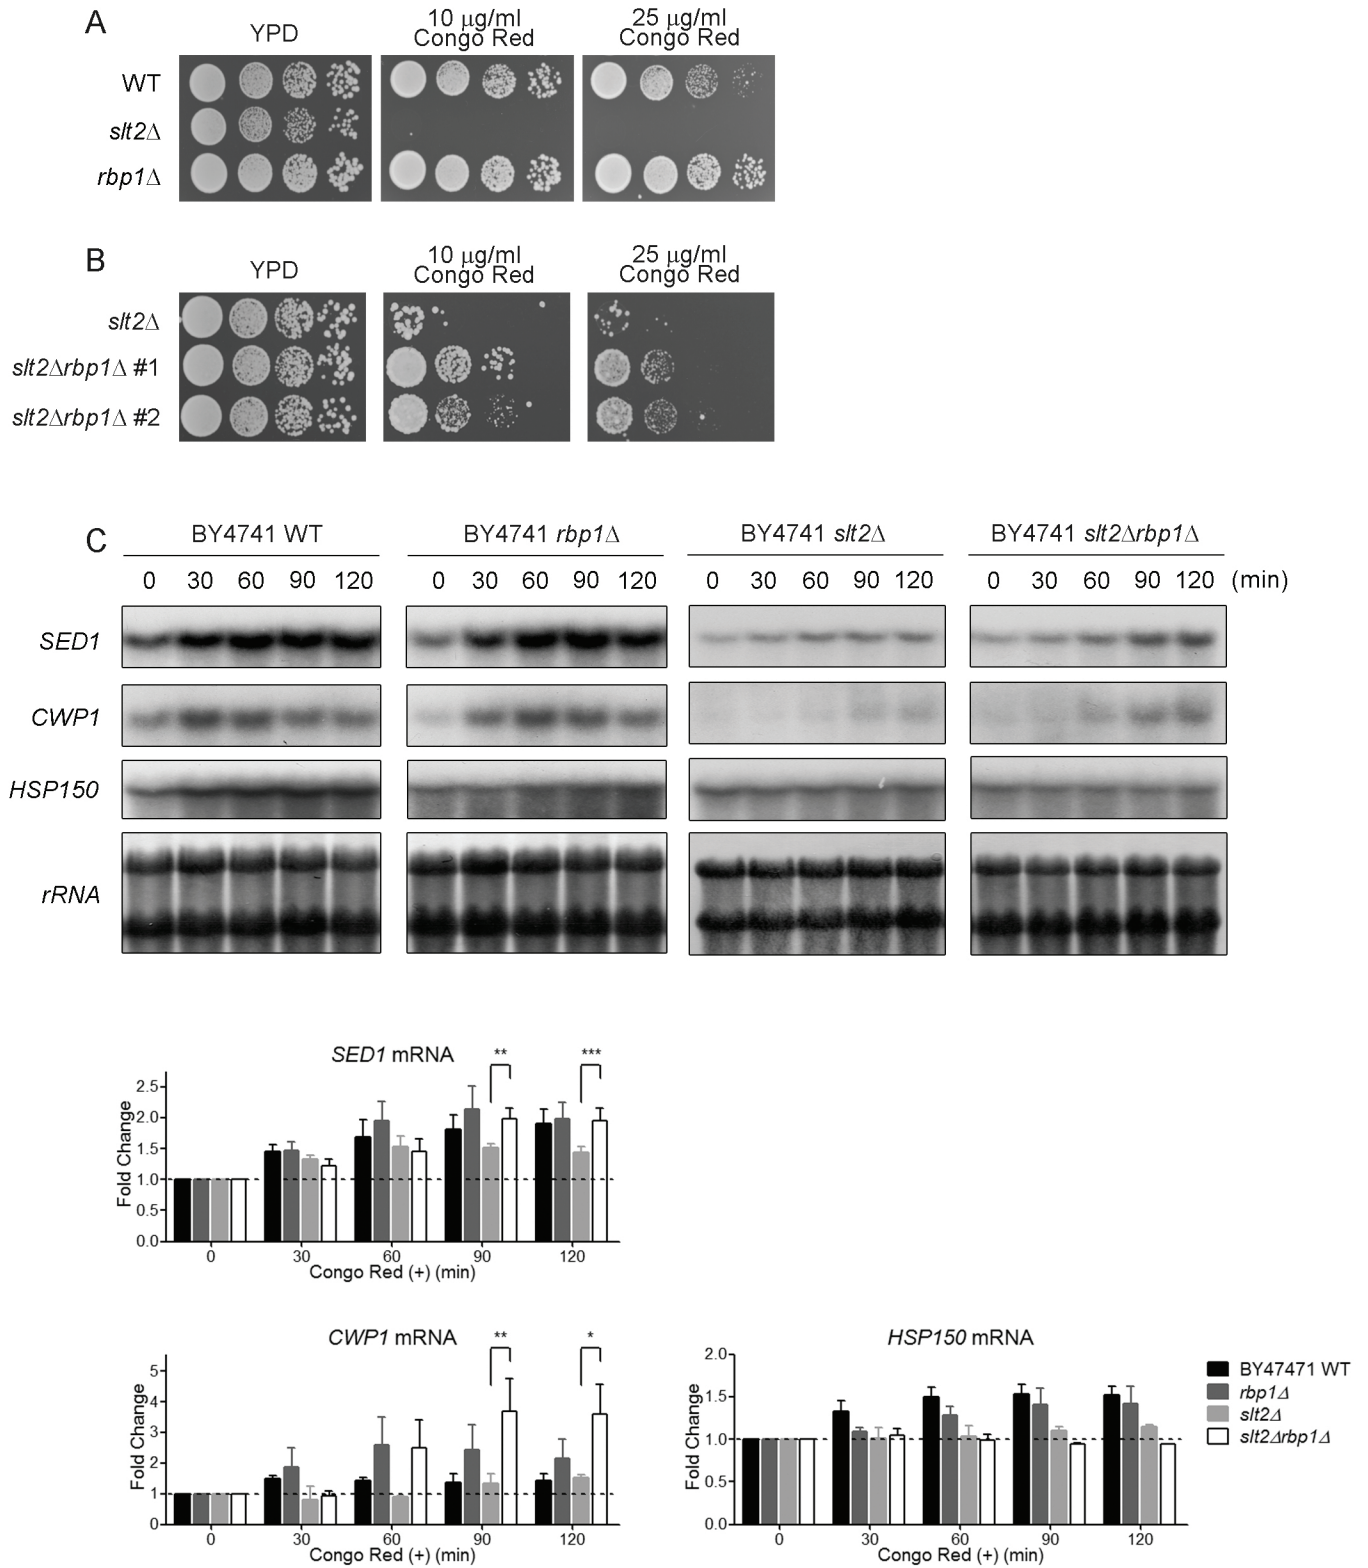 A
YPD
10 μg/ml
Congo Red
25 μg/ml
Congo Red
WT
slt2Δ
rbp1Δ
B
YPD
10 μg/ml
Congo Red
25 μg/ml
Congo Red
slt2Δ
slt2Δrbp1Δ #1
slt2Δrbp1Δ #2
C
BY4741 WT
BY4741 rbp1Δ
BY4741 slt2Δ
BY4741 slt2Δrbp1Δ
0 30 60 90 120
0 30 60 90 120
0 30 60 90 120
0 30 60 90 120 (min)
SED1
CWP1
HSP150
rRNA
SED1 mRNA
** ***
Fold Change
2.5
2.0
1.5
1.0
0.5
0.0
0 30 60 90 120
Congo Red (+) (min)
CWP1 mRNA
** *
Fold Change
5
4
3
2
1
0
0 30 60 90 120
Congo Red (+) (min)
HSP150 mRNA
Fold Change
2.0
1.5
1.0
0.5
0.0
0 30 60 90 120
Congo Red (+) (min)
BY47471 WT
rbp1Δ
slt2Δ
slt2Δrbp1Δ